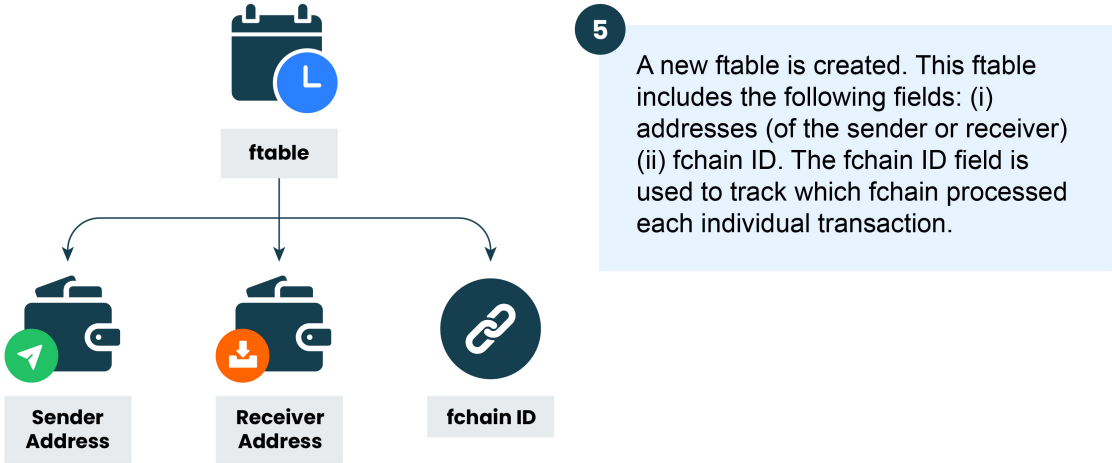 5
A new ftable is created. This ftable
includes the following fields: (i)
addresses (of the sender or receiver)
(ii) fchain ID. The fchain ID field is
used to track which fchain processed
each individual transaction.
ftable
Sender
Address
Receiver
Address
fchain ID